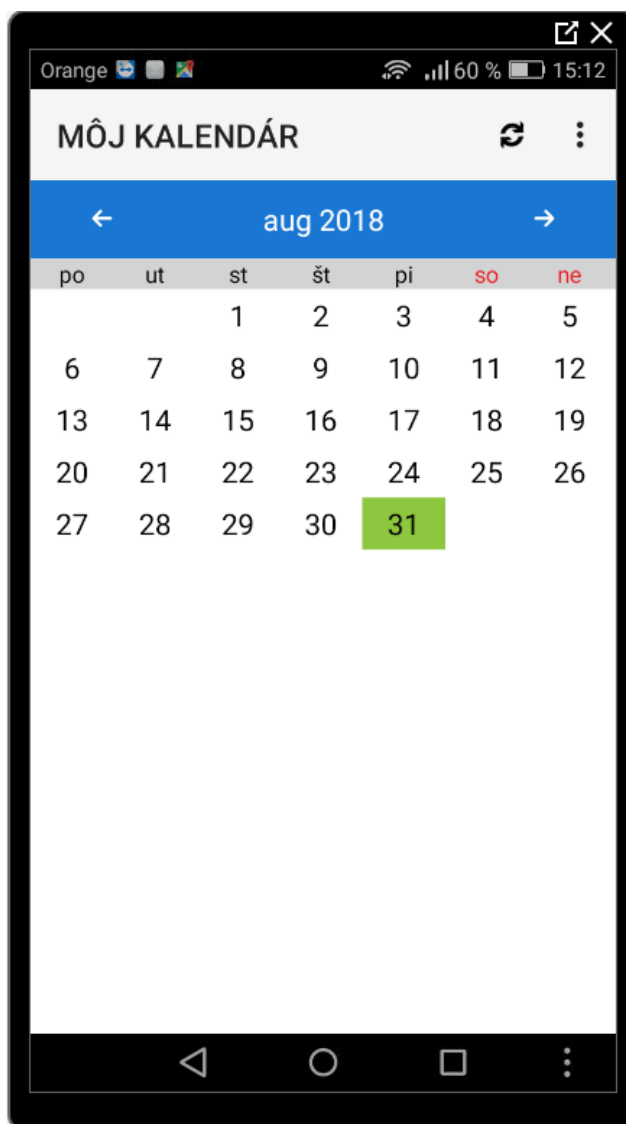 Orange 60 % 15:12
MÔJ KALENDÁR
aug 2018
po ut st št pi so ne
1 2 3 4 5
6 7 8 9 10 11 12
13 14 15 16 17 18 19
20 21 22 23 24 25 26
27 28 29 30 31